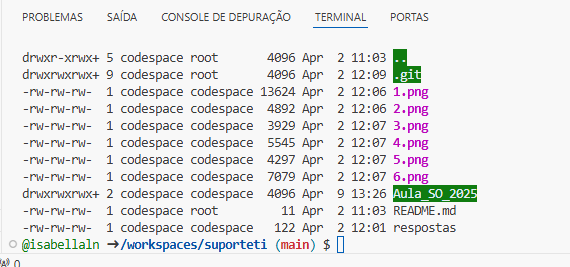 PROBLEMAS SAÍDA CONSOLE DE DEPURAÇÃO TERMINAL PORTAS
drwxr-xrwx+ 5 codespace root 4096 Apr 2 11:03 ..
drwxrwxrwx+ 9 codespace root 4096 Apr 2 12:09 .git
-rw-rw-rw- 1 codespace codespace 13624 Apr 2 12:06 1.png
-rw-rw-rw- 1 codespace codespace 4892 Apr 2 12:06 2.png
-rw-rw-rw- 1 codespace codespace 3929 Apr 2 12:07 3.png
-rw-rw-rw- 1 codespace codespace 5545 Apr 2 12:07 4.png
-rw-rw-rw- 1 codespace codespace 4297 Apr 2 12:07 5.png
-rw-rw-rw- 1 codespace codespace 7079 Apr 2 12:07 6.png
drwxrwxrwx+ 2 codespace codespace 4096 Apr 9 13:26 Aula_SO_2025
-rw-rw-rw- 1 codespace root 11 Apr 2 11:03 README.md
-rw-rw-rw- 1 codespace codespace 122 Apr 2 12:01 respostas
@isabellaln ➜/workspaces/suporteti (main) $
0